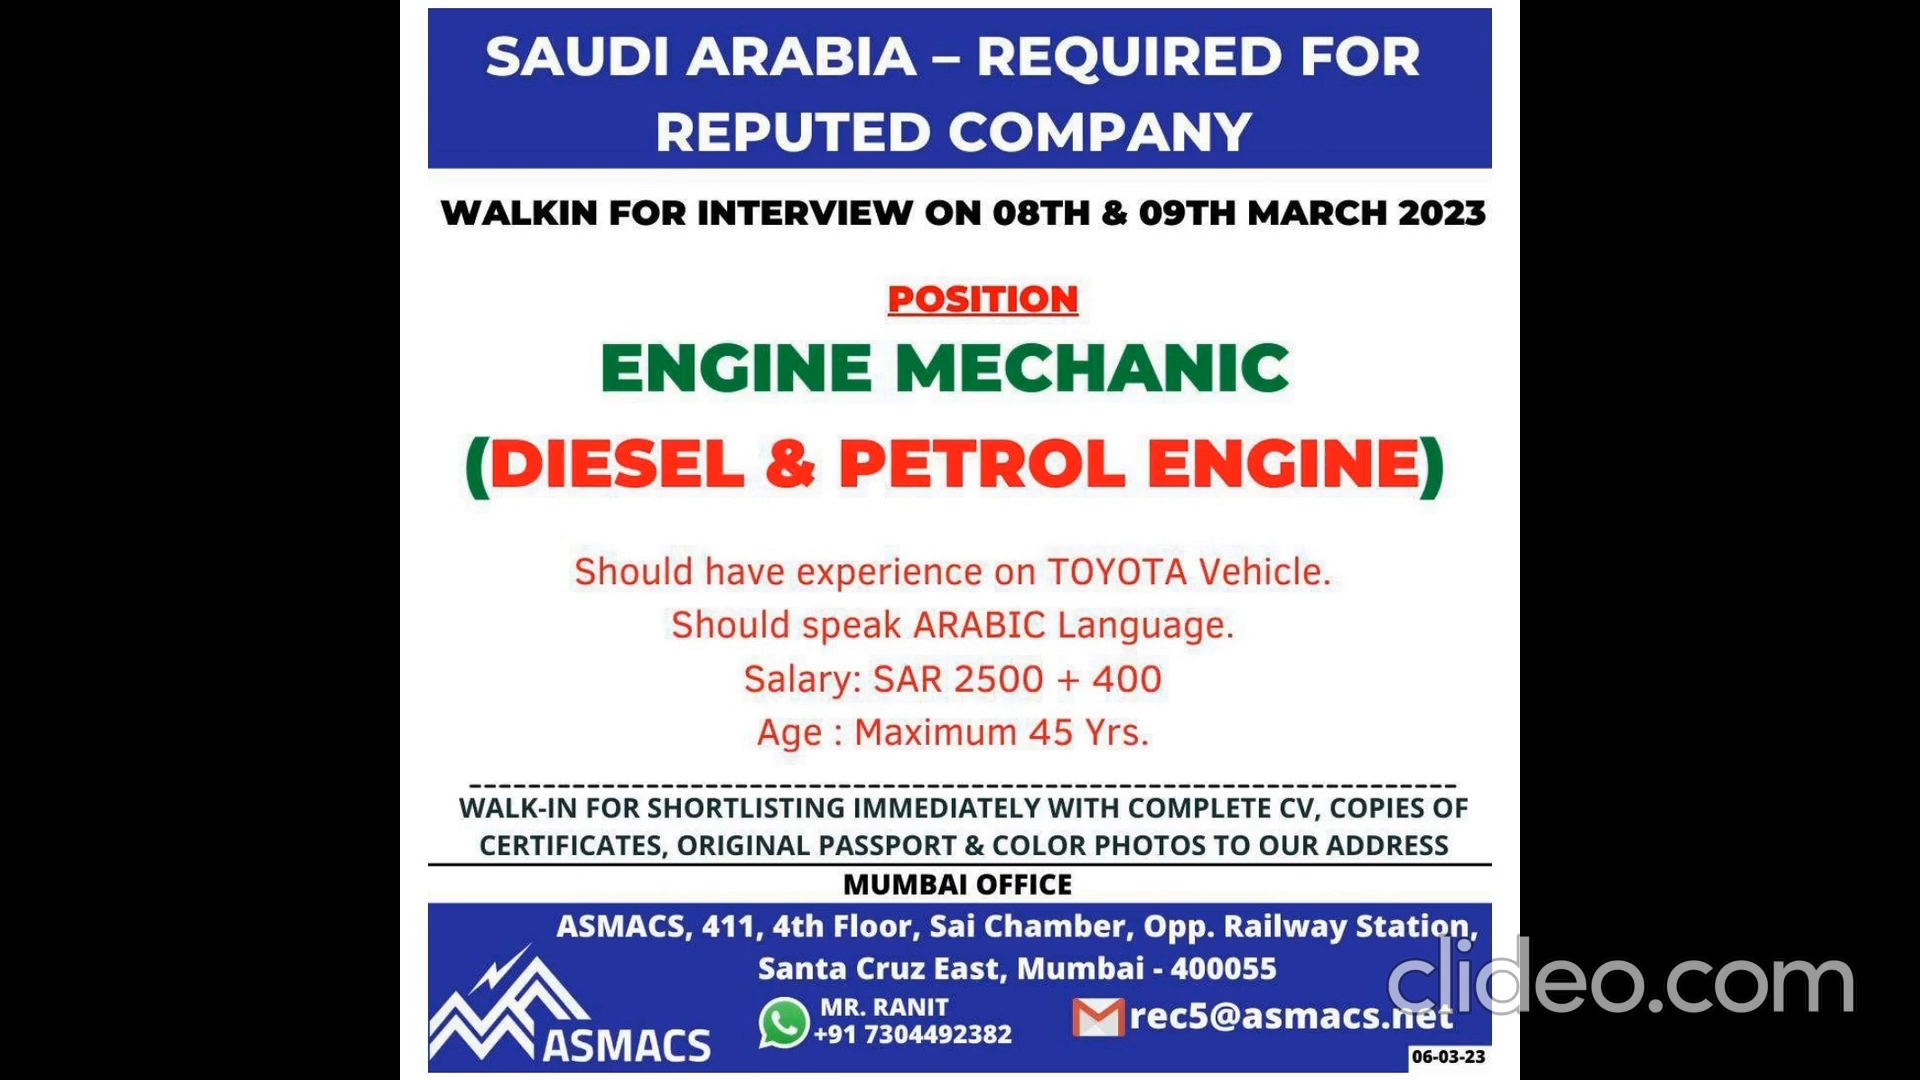 SAUDI ARABIA – REQUIRED FOR
REPUTED COMPANY
WALKIN FOR INTERVIEW ON 08TH & 09TH MARCH 2023
POSITION
ENGINE MECHANIC
(DIESEL & PETROL ENGINE)
Should have experience on TOYOTA Vehicle.
Should speak ARABIC Language.
Salary: SAR 2500 + 400
Age : Maximum 45 Yrs.
WALK-IN FOR SHORTLISTING IMMEDIATELY WITH COMPLETE CV, COPIES OF
CERTIFICATES, ORIGINAL PASSPORT & COLOR PHOTOS TO OUR ADDRESS
MUMBAI OFFICE
ASMACS, 411, 4th Floor, Sai Chamber, Opp. Railway Station,
Santa Cruz East, Mumbai - 400055
MR. RANIT
+91 7304492382
rec5@asmacs.net
ASMACS
06-03-23
clideo.com